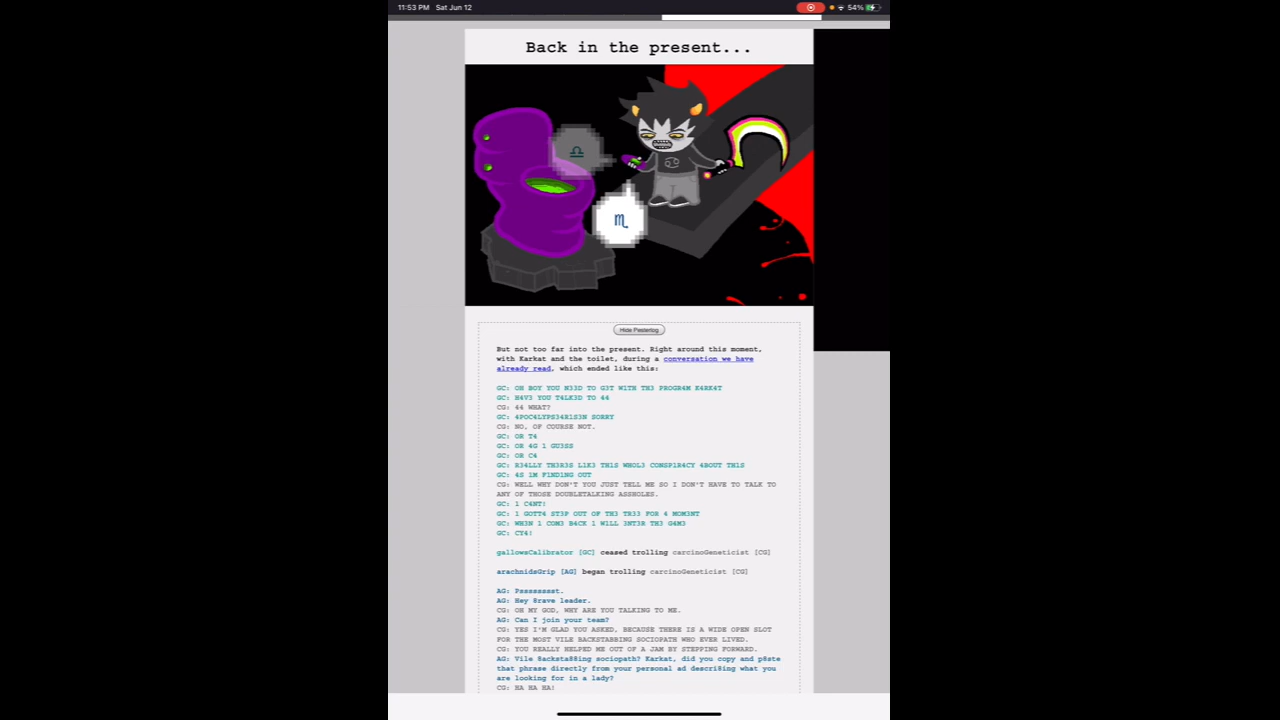 11:53 PM Sat Jun 12 54%
Back in the present...
♎
♋
♏
Hide Pesterlog
But not too far into the present. Right around this moment,
with Karkat and the toilet, during a conversation we have
already read, which ended like this:
GC: OH BOY YOU N33D TO G3T W1TH TH3 PROGR4M K4RK4T
GC: H4V3 YOU T4LK3D TO 44
CG: 44 WHAT?
GC: 4POC4LYPS34R1S3N SORRY
CG: NO, OF COURSE NOT.
GC: OR T4
GC: OR 4G 1 GU3SS
GC: OR C4
GC: R34LLY TH3R3S L1K3 TH1S WHOL3 CONSP1R4CY 4BOUT TH1S
GC: 4S 1M F1ND1NG OUT
CG: WELL WHY DON'T YOU JUST TELL ME SO I DON'T HAVE TO TALK TO
ANY OF THOSE DOUBLETALKING ASSHOLES.
GC: 1 C4NT!
GC: 1 GOTT4 ST3P OUT OF TH3 TR33 FOR 4 MOM3NT
GC: WH3N 1 COM3 B4CK 1 W1LL 3NT3R TH3 G4M3
GC: CY4!
gallowsCalibrator [GC] ceased trolling carcinoGeneticist [CG]
arachnidsGrip [AG] began trolling carcinoGeneticist [CG]
AG: Psssssssst.
AG: Hey 8rave leader.
CG: OH MY GOD, WHY ARE YOU TALKING TO ME.
AG: Can I join your team?
CG: YES I'M GLAD YOU ASKED, BECAUSE THERE IS A WIDE OPEN SLOT
FOR THE MOST VILE BACKSTABBING SOCIOPATH WHO EVER LIVED.
CG: YOU REALLY HELPED ME OUT OF A JAM BY STEPPING FORWARD.
AG: Vile 8acksta88ing sociopath? Karkat, did you copy and p8ste
that phrase directly from your personal ad descri8ing what you
are looking for in a lady?
CG: HA HA HA!